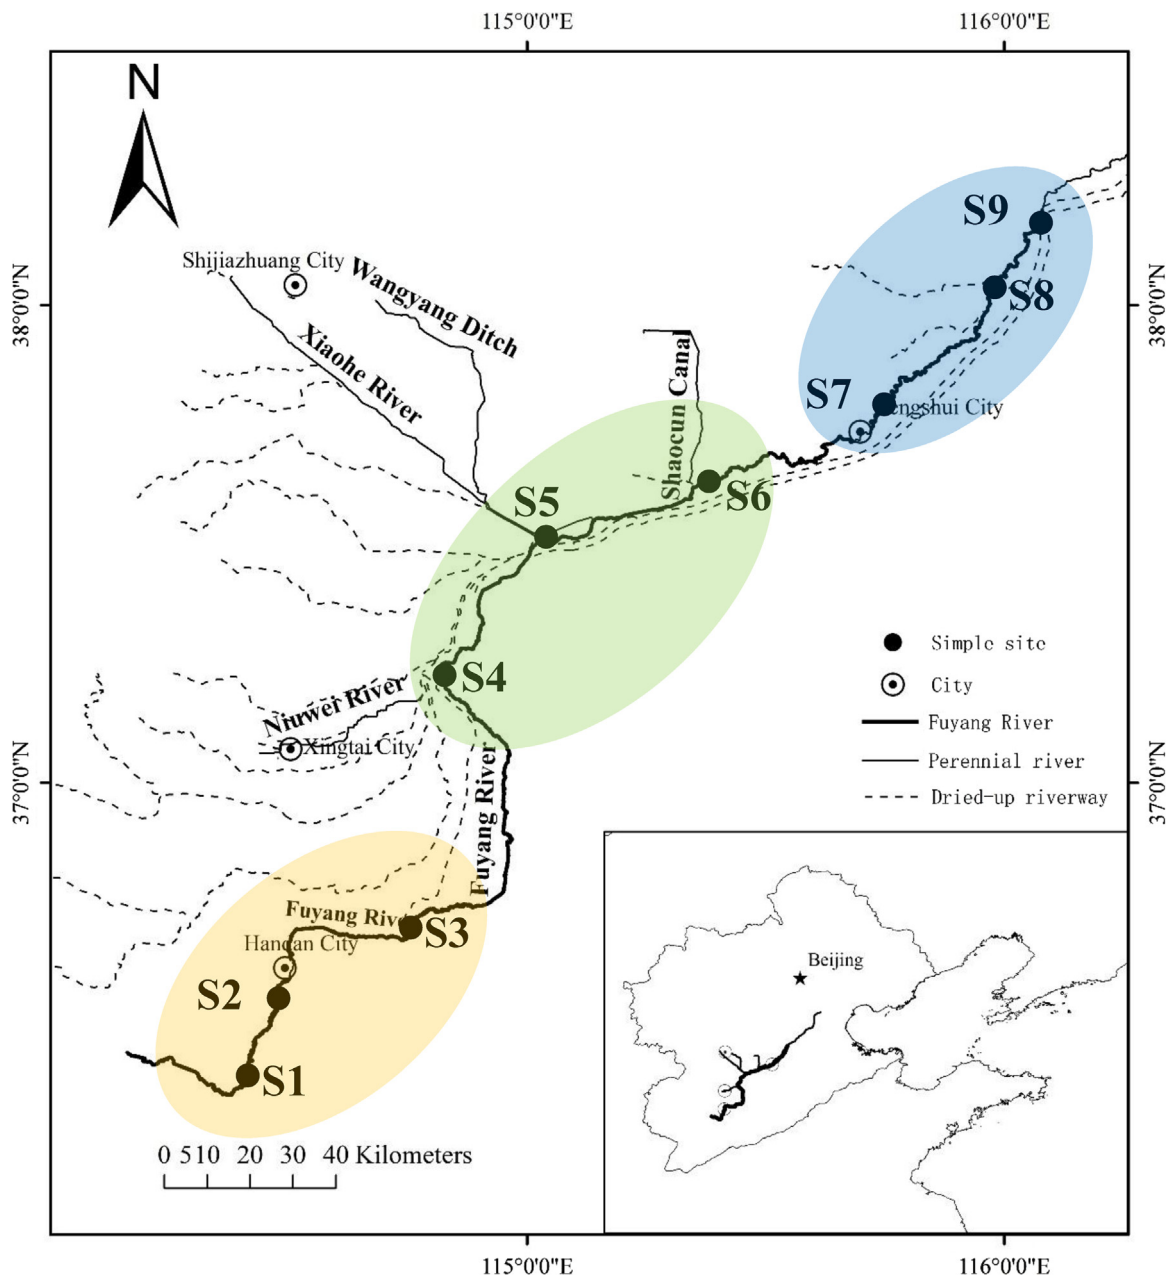 115°0'0"E
116°0'0"E
N
38°0'0"N
38°0'0"N
37°0'0"N
37°0'0"N
Shijiazhuang City
Wangyang Ditch
Xiaohe River
Shaocun Canal
S9
S8
S7
engshui City
S6
S5
S4
Niuwei River
Xingtai City
Fuyang River
Fuyang Rive
S3
Handan City
S2
S1
Simple site
City
Fuyang River
Perennial river
Dried-up riverway
Beijing
0 510 20 30 40 Kilometers
115°0'0"E
116°0'0"E